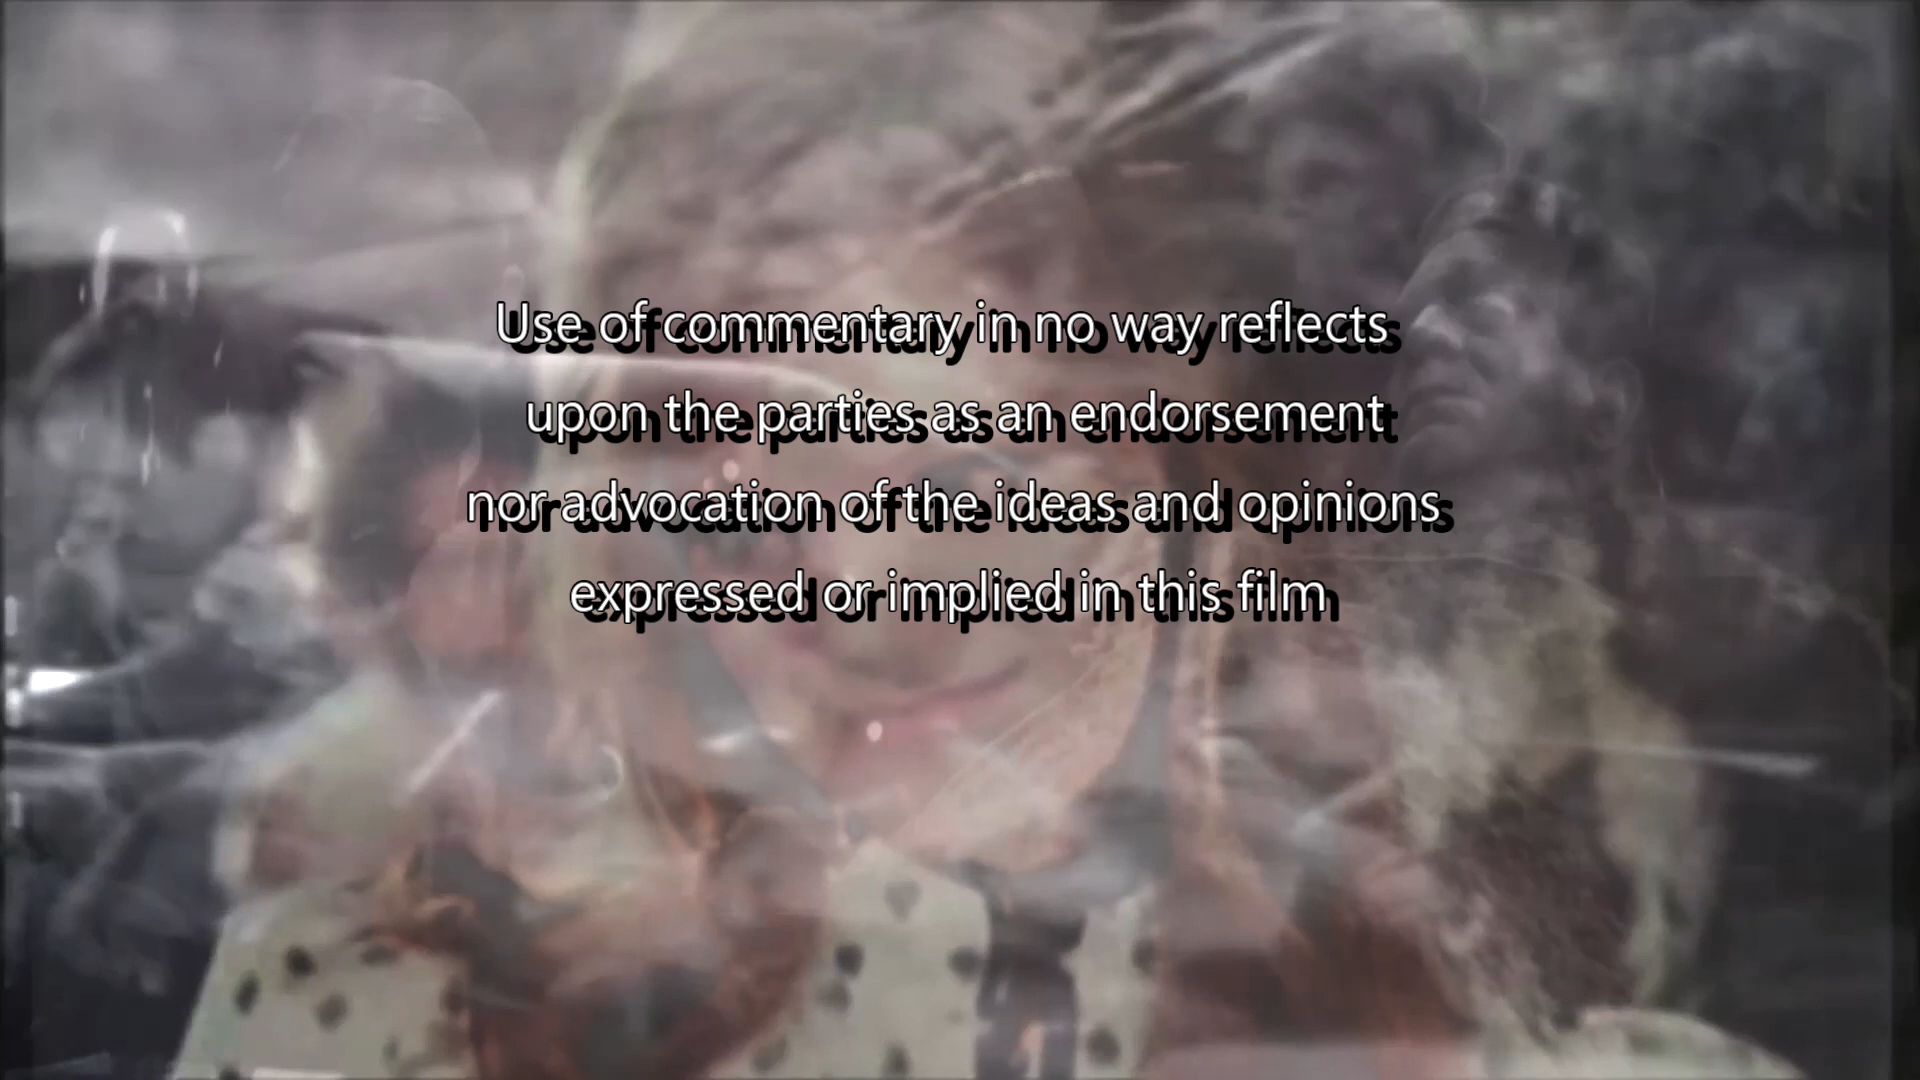 Use of commentary in no way reflects
upon the parties as an endorsement
nor advocation of the ideas and opinions
expressed or implied in this film